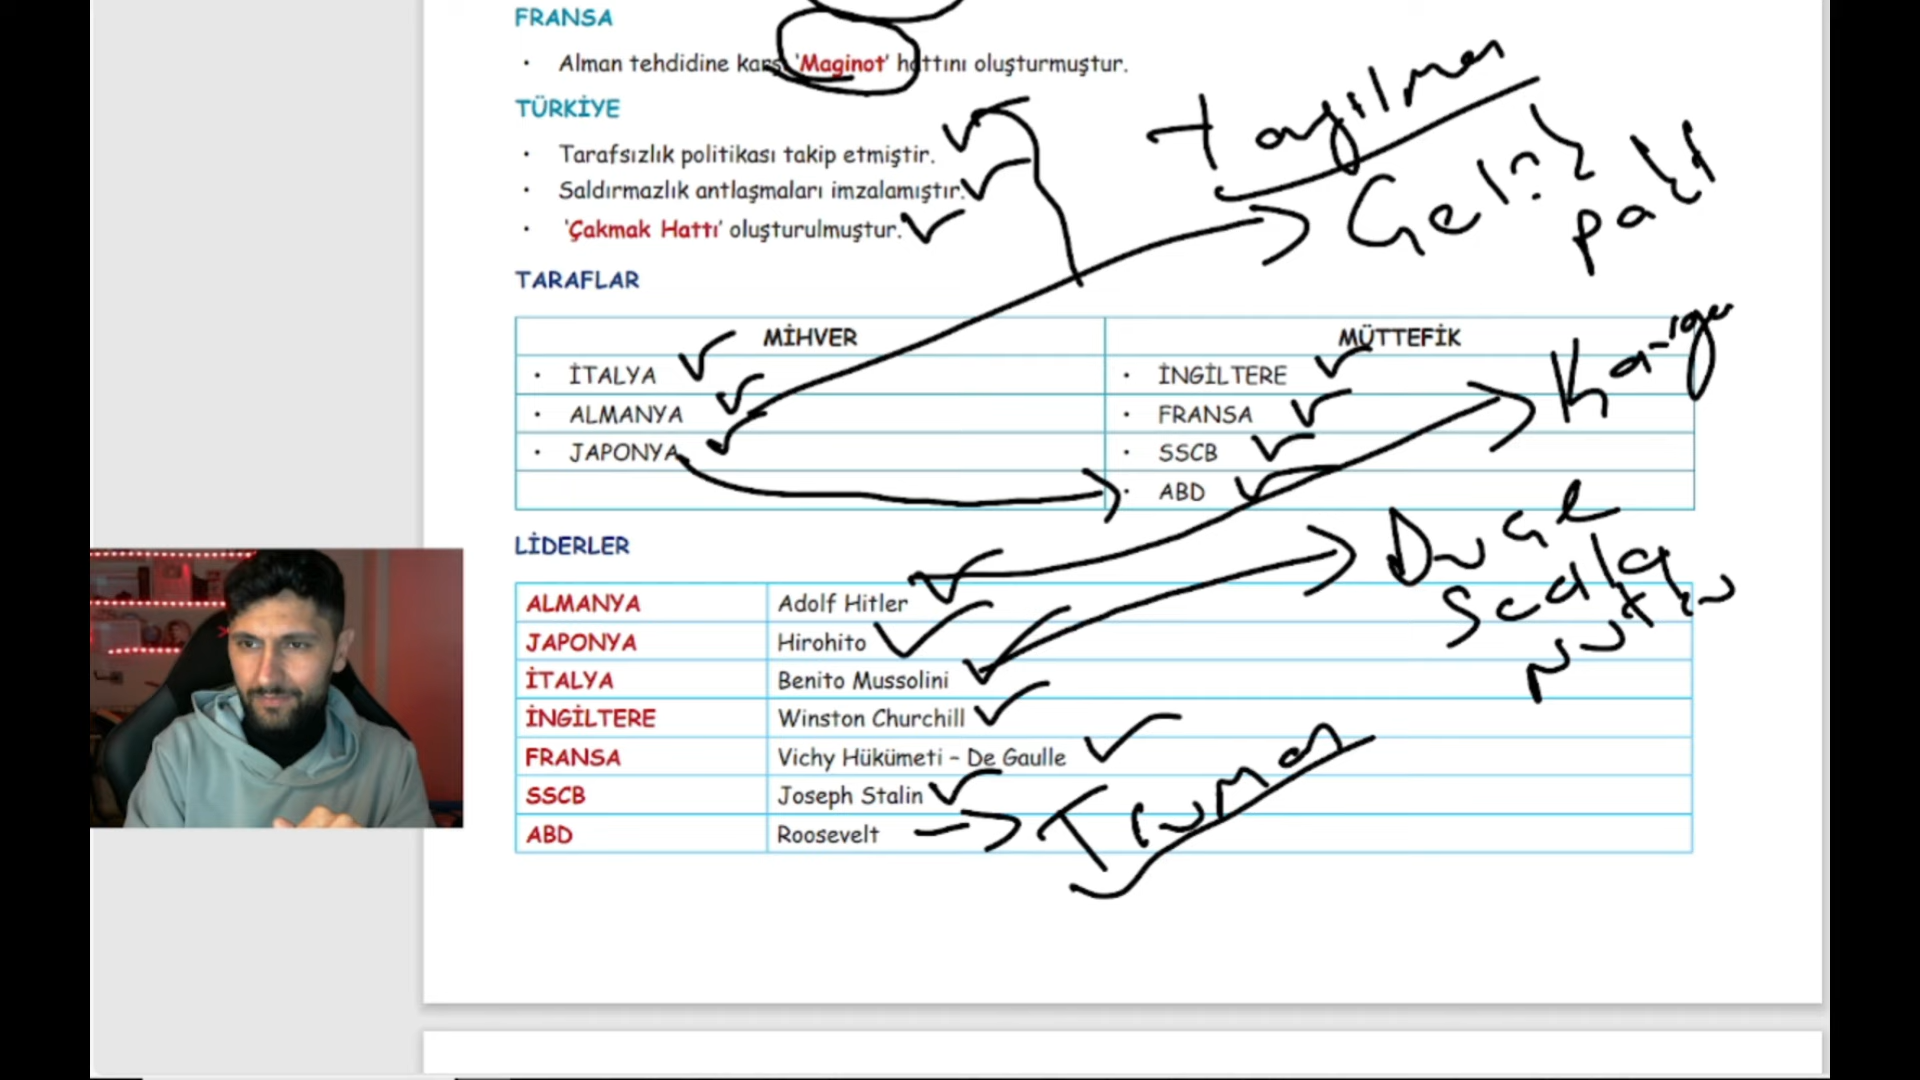 FRANSA
• Alman tehdidine karşı 'Maginot' hattını oluşturmuştur.
TÜRKİYE
• Tarafsızlık politikası takip etmiştir.
• Saldırmazlık antlaşmaları imzalamıştır.
• 'Çakmak Hattı' oluşturulmuştur.
Gelik
pakt
TARAFLAR
MİHVER MÜTTEFİK
• İTALYA • İNGİLTERE
• ALMANYA • FRANSA
• JAPONYA • SSCB
• ABD
LİDERLER
ALMANYA Adolf Hitler
JAPONYA Hirohito
İTALYA Benito Mussolini
İNGİLTERE Winston Churchill
FRANSA Vichy Hükümeti – De Gaulle
SSCB Joseph Stalin
ABD Roosevelt
Truman